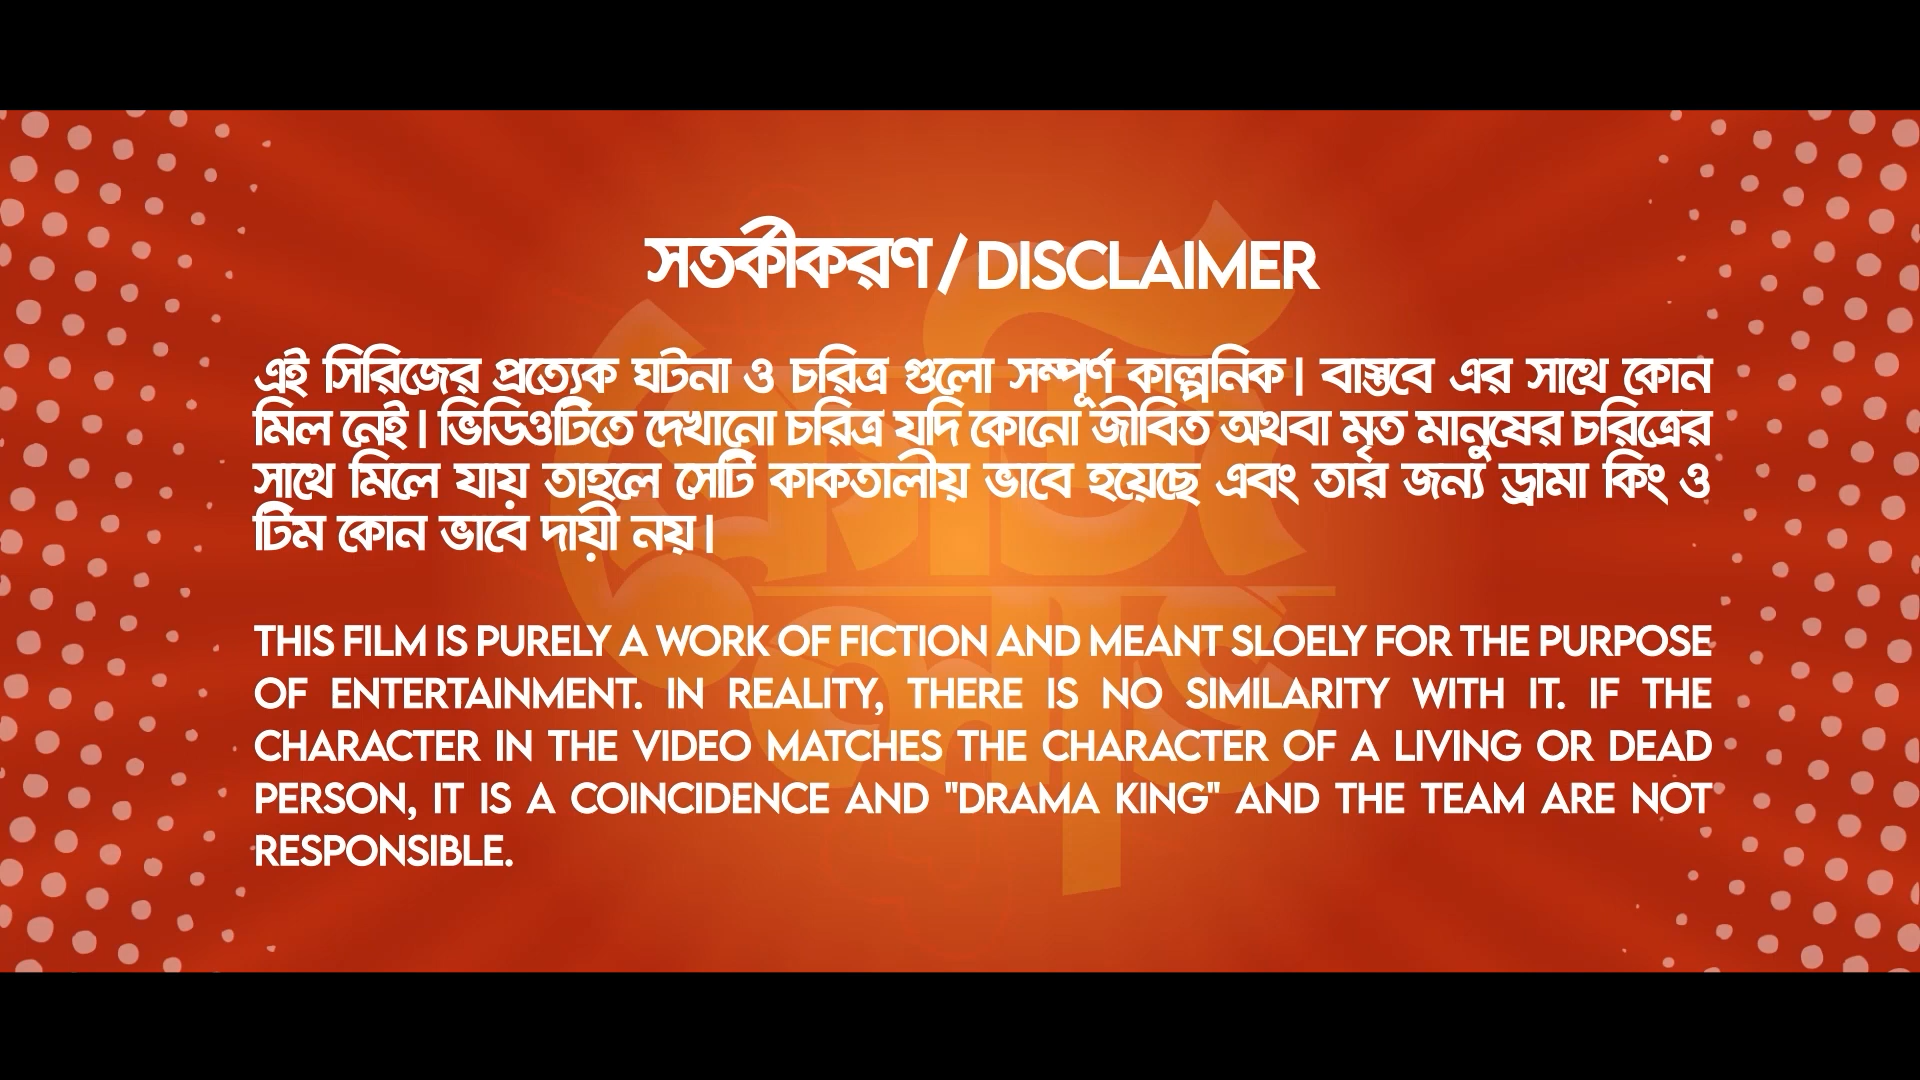 সতর্কীকরণ / DISCLAIMER
এই সিরিজের প্রত্যেক ঘটনা ও চরিত্র গুলো সম্পূর্ণ কাল্পনিক। বাস্তবে এর সাথে কোন
মিল নেই। ভিডিওটিতে দেখানো চরিত্র যদি কোনো জীবিত অথবা মৃত মানুষের চরিত্রের
সাথে মিলে যায় তাহলে সেটি কাকতালীয় ভাবে হয়েছে এবং তার জন্য ড্রামা কিং ও
টিম কোন ভাবে দায়ী নয়।
THIS FILM IS PURELY A WORK OF FICTION AND MEANT SLOELY FOR THE PURPOSE
OF ENTERTAINMENT. IN REALITY, THERE IS NO SIMILARITY WITH IT. IF THE
CHARACTER IN THE VIDEO MATCHES THE CHARACTER OF A LIVING OR DEAD
PERSON, IT IS A COINCIDENCE AND "DRAMA KING" AND THE TEAM ARE NOT
RESPONSIBLE.